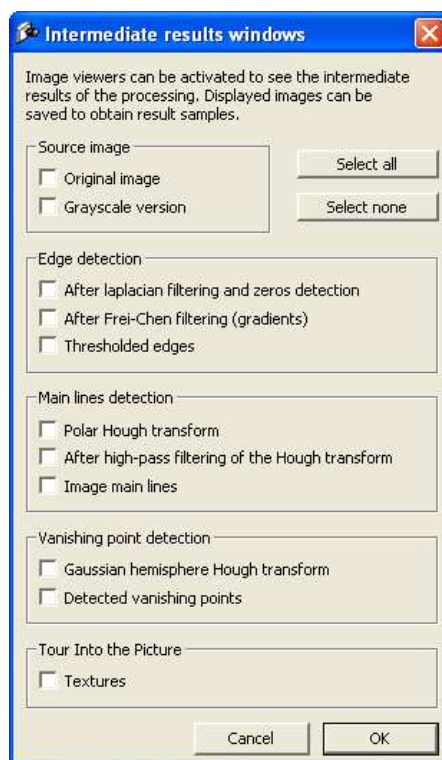 Intermediate results windows
Image viewers can be activated to see the intermediate
results of the processing. Displayed images can be
saved to obtain result samples.
Source image
Original image
Grayscale version
Select all
Select none
Edge detection
After laplacian filtering and zeros detection
After Frei-Chen filtering (gradients)
Thresholded edges
Main lines detection
Polar Hough transform
After high-pass filtering of the Hough transform
Image main lines
Vanishing point detection
Gaussian hemisphere Hough transform
Detected vanishing points
Tour Into the Picture
Textures
Cancel
OK